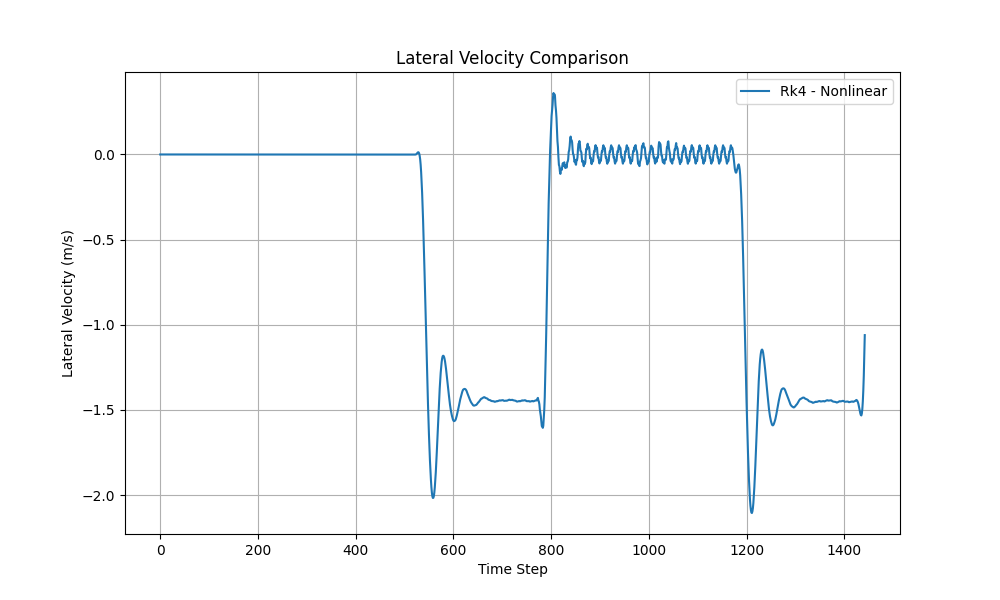 Lateral Velocity Comparison
Rk4 - Nonlinear
Lateral Velocity (m/s)
0.0
−0.5
−1.0
−1.5
−2.0
0 200 400 600 800 1000 1200 1400
Time Step